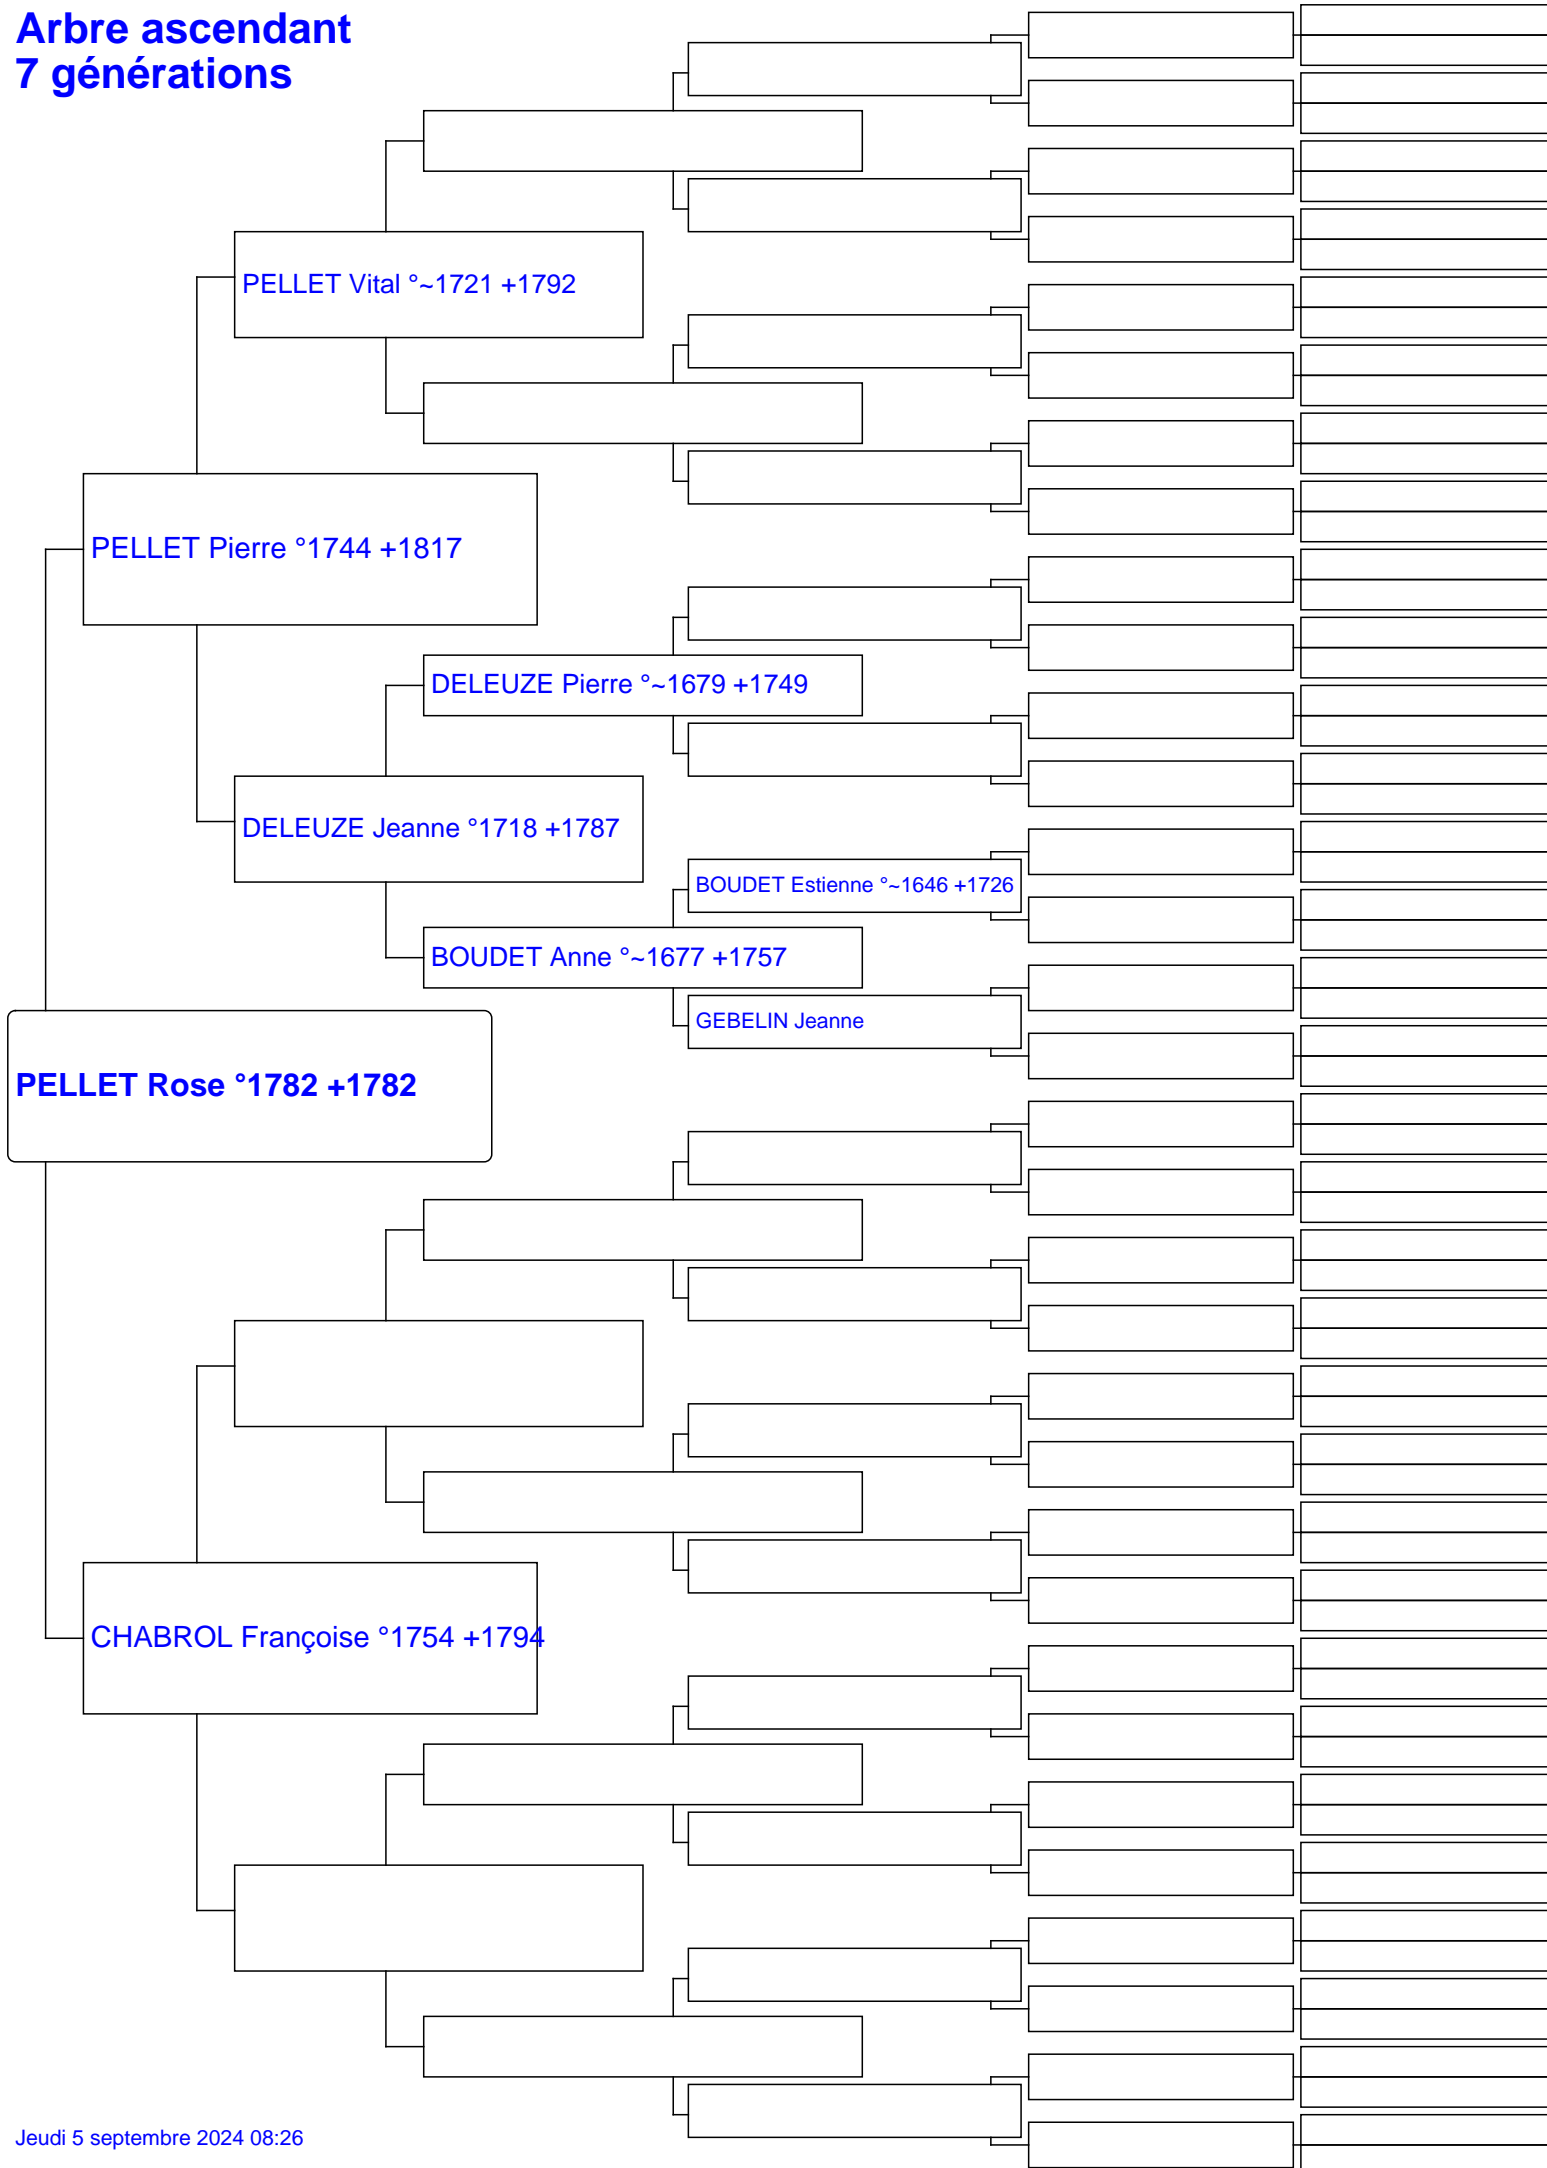 Arbre ascendant
7 générations
PELLET Vital °~1721 +1792
PELLET Pierre °1744 +1817
DELEUZE Pierre °~1679 +1749
DELEUZE Jeanne °1718 +1787
BOUDET Estienne °~1646 +1726
BOUDET Anne °~1677 +1757
GEBELIN Jeanne
PELLET Rose °1782 +1782
CHABROL Françoise °1754 +1794
Jeudi 5 septembre 2024 08:26